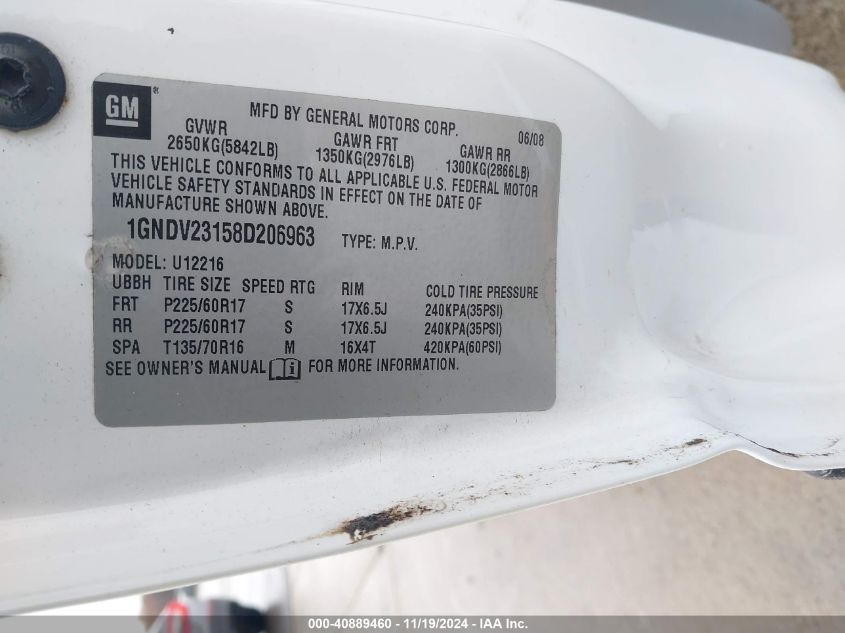 GM®
MFD BY GENERAL MOTORS CORP. 06/08
GVWR GAWR FRT GAWR RR
2650KG(5842LB) 1350KG(2976LB) 1300KG(2866LB)
THIS VEHICLE CONFORMS TO ALL APPLICABLE U.S. FEDERAL MOTOR
VEHICLE SAFETY STANDARDS IN EFFECT ON THE DATE OF
MANUFACTURE SHOWN ABOVE.
1GNDV23158D206963 TYPE: M.P.V.
MODEL: U12216
UBBH TIRE SIZE SPEED RTG RIM COLD TIRE PRESSURE
FRT P225/60R17 S 17X6.5J 240KPA(35PSI)
RR P225/60R17 S 17X6.5J 240KPA(35PSI)
SPA T135/70R16 M 16X4T 420KPA(60PSI)
SEE OWNER'S MANUAL FOR MORE INFORMATION.
000-40889460 - 11/19/2024 - IAA Inc.